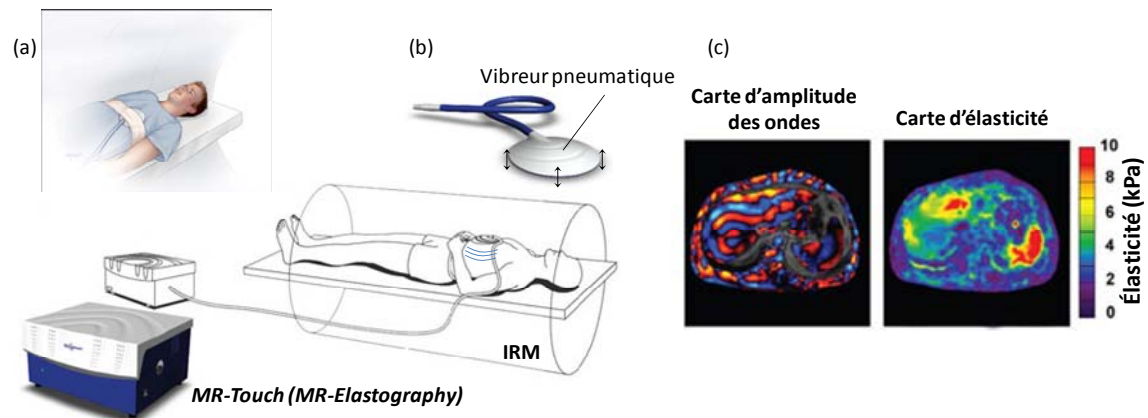 (a)
(b)
(c)
Vibreur pneumatique
Carte d'amplitude
des ondes
Carte d'élasticité
10
8
6
4
2
0
Élasticité (kPa)
IRM
MR-Touch (MR-Elastography)